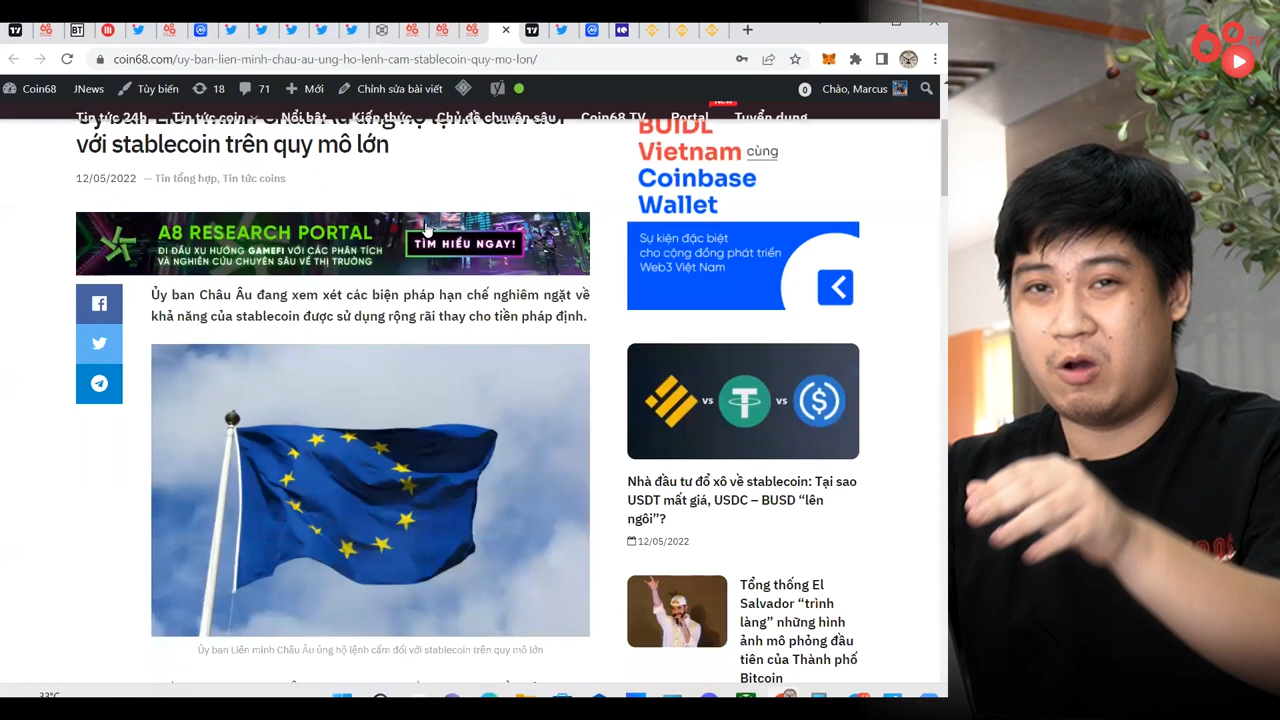 coin68.com/uy-ban-lien-minh-chau-au-ung-ho-lenh-cam-stablecoin-quy-mo-lon/
Coin68 JNews Tùy biến 18 71 Mới Chỉnh sửa bài viết 0 Chào, Marcus
Tin tức 24h Tin tức coin Nổi bật Kiến thức Chủ đề chuyên sâu Coin68 TV Portal Tuyển dụng
với stablecoin trên quy mô lớn
12/05/2022 — Tin tổng hợp, Tin tức coins
A8 RESEARCH PORTAL
ĐI ĐẦU XU HƯỚNG GAMEFI VỚI CÁC PHÂN TÍCH
VÀ NGHIÊN CỨU CHUYÊN SÂU VỀ THỊ TRƯỜNG
TÌM HIỂU NGAY!
Ủy ban Châu Âu đang xem xét các biện pháp hạn chế nghiêm ngặt về
khả năng của stablecoin được sử dụng rộng rãi thay cho tiền pháp định.
Ủy ban Liên minh Châu Âu ủng hộ lệnh cấm đối với stablecoin trên quy mô lớn
BUIDL
Vietnam cùng
Coinbase
Wallet
Sự kiện đặc biệt
cho cộng đồng phát triển
Web3 Việt Nam
vs vs
Nhà đầu tư đổ xô về stablecoin: Tại sao
USDT mất giá, USDC – BUSD “lên
ngôi”?
12/05/2022
Tổng thống El
Salvador “trình
làng” những hình
ảnh mô phỏng đầu
tiên của Thành phố
Bitcoin
33°C
68
TV